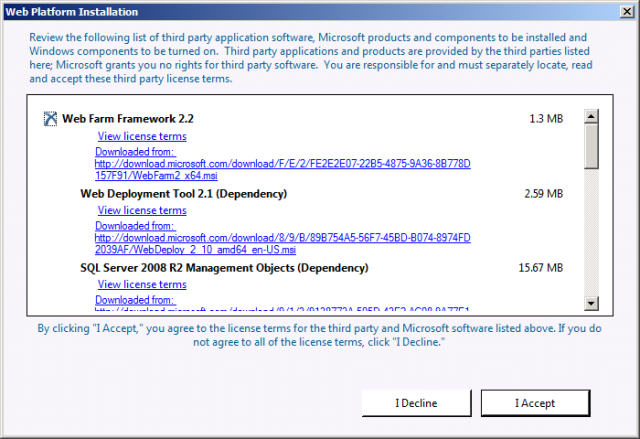 Web Platform Installation
Review the following list of third party application software, Microsoft products and components to be installed and
Windows components to be turned on. Third party applications and products are provided by the third parties listed
here; Microsoft grants you no rights for third party software. You are responsible for and must separately locate, read
and accept these third party license terms.
Web Farm Framework 2.2 1.3 MB
View license terms
Downloaded from:
http://download.microsoft.com/download/F/E/2/FE2E2E07-22B5-4875-9A36-8B778D
157F91/WebFarm2_x64.msi
Web Deployment Tool 2.1 (Dependency) 2.59 MB
View license terms
Downloaded from:
http://download.microsoft.com/download/8/9/B/89B754A5-56F7-45BD-B074-8974FD
2039AF/WebDeploy_2_10_amd64_en-US.msi
SQL Server 2008 R2 Management Objects (Dependency) 15.67 MB
View license terms
Downloaded from:
By clicking "I Accept," you agree to the license terms for the third party and Microsoft software listed above. If you do
not agree to all of the license terms, click "I Decline."
I Decline I Accept